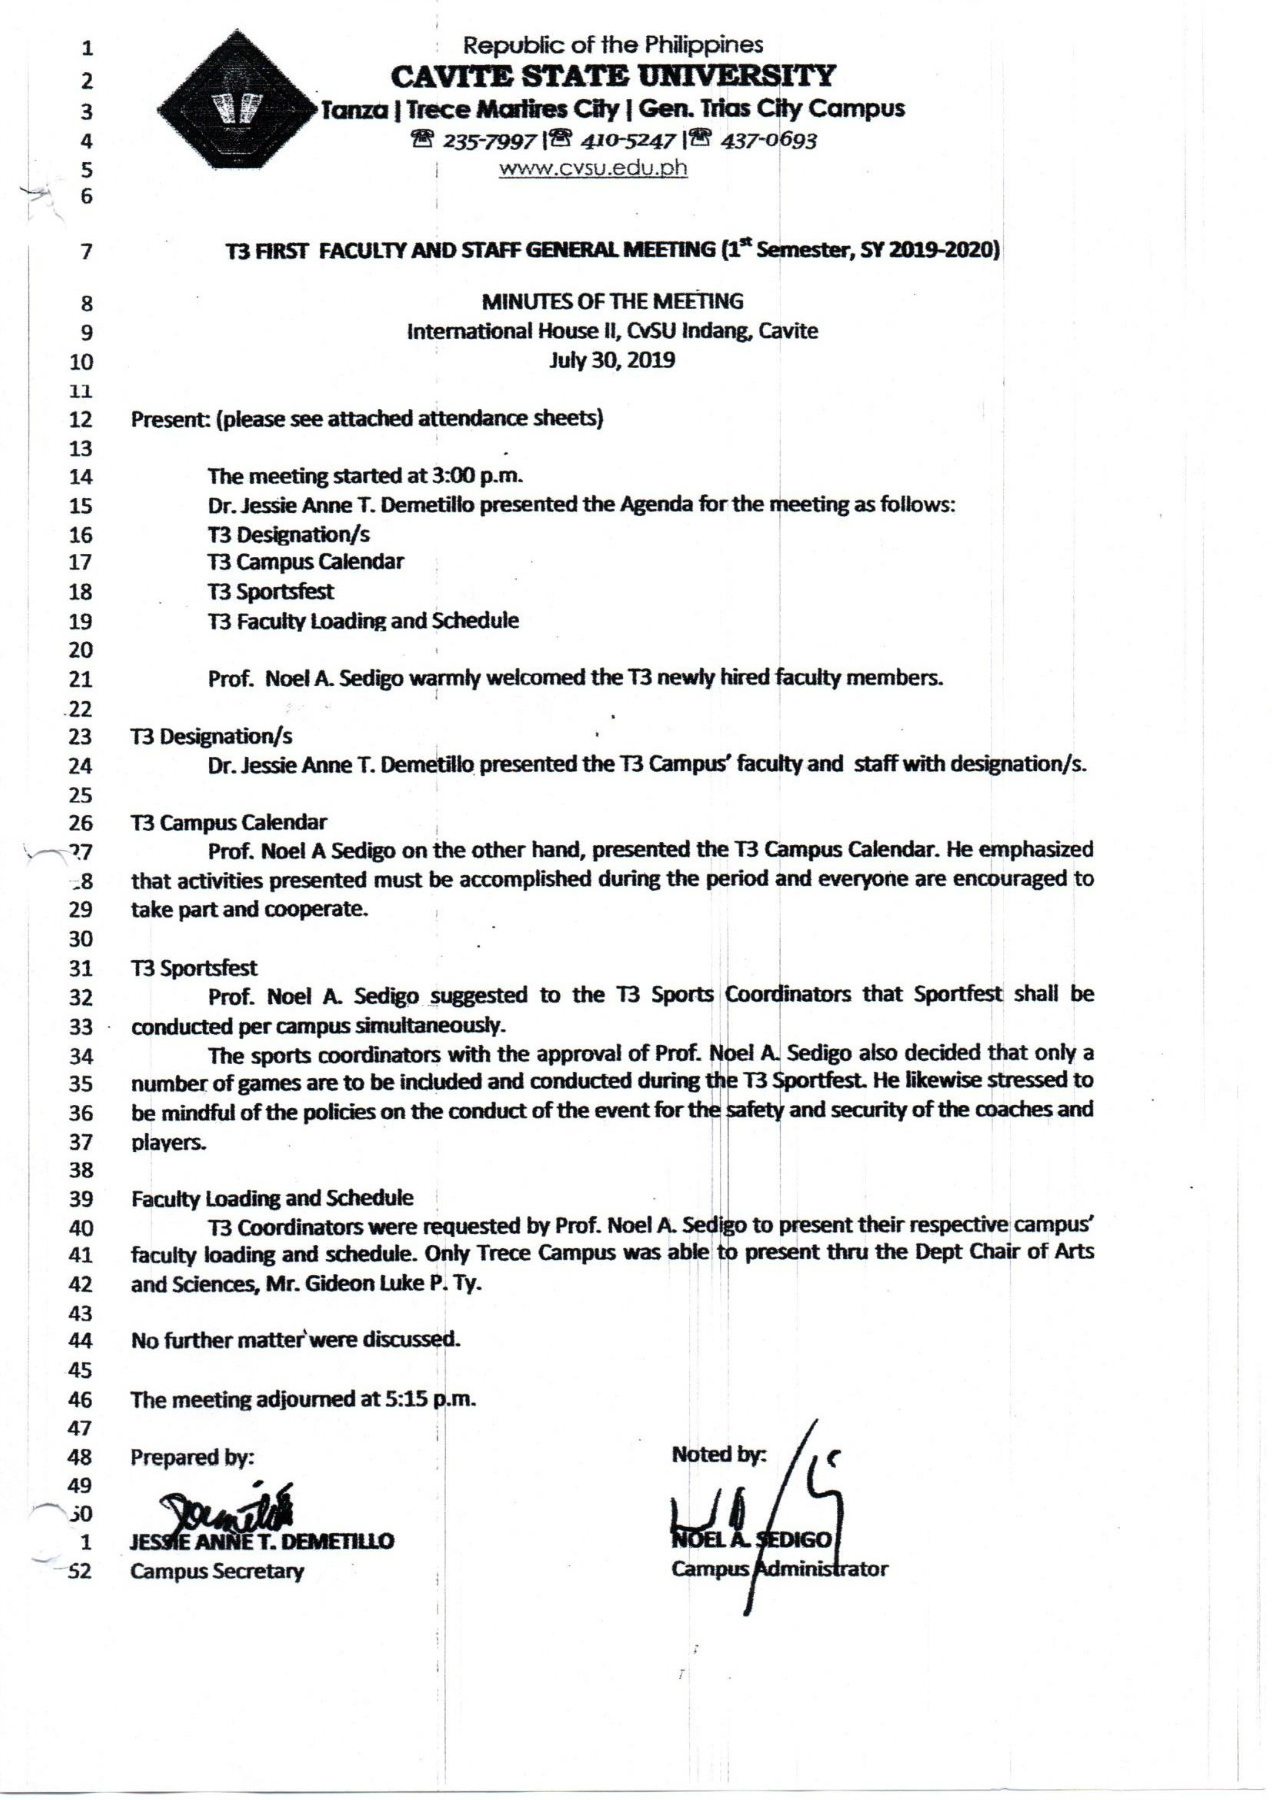 1 Republic of the Philippines
2 CAVITE STATE UNIVERSITY
3 Tanza | Trece Martires City | Gen. Trias City Campus
4 ☎ 235-7997 |☎ 410-5247 |☎ 437-0693
5 www.cvsu.edu.ph
6
7 T3 FIRST FACULTY AND STAFF GENERAL MEETING (1st Semester, SY 2019-2020)
8 MINUTES OF THE MEETING
9 International House II, CvSU Indang, Cavite
10 July 30, 2019
11
12 Present: (please see attached attendance sheets)
13
14 The meeting started at 3:00 p.m.
15 Dr. Jessie Anne T. Demetillo presented the Agenda for the meeting as follows:
16 T3 Designation/s
17 T3 Campus Calendar
18 T3 Sportsfest
19 T3 Faculty Loading and Schedule
20
21 Prof. Noel A. Sedigo warmly welcomed the T3 newly hired faculty members.
22
23 T3 Designation/s
24 Dr. Jessie Anne T. Demetillo presented the T3 Campus' faculty and staff with designation/s.
25
26 T3 Campus Calendar
27 Prof. Noel A Sedigo on the other hand, presented the T3 Campus Calendar. He emphasized
8 that activities presented must be accomplished during the period and everyone are encouraged to
29 take part and cooperate.
30
31 T3 Sportsfest
32 Prof. Noel A. Sedigo suggested to the T3 Sports Coordinators that Sportfest shall be
33 conducted per campus simultaneously.
34 The sports coordinators with the approval of Prof. Noel A. Sedigo also decided that only a
35 number of games are to be included and conducted during the T3 Sportfest. He likewise stressed to
36 be mindful of the policies on the conduct of the event for the safety and security of the coaches and
37 players.
38
39 Faculty Loading and Schedule
40 T3 Coordinators were requested by Prof. Noel A. Sedigo to present their respective campus'
41 faculty loading and schedule. Only Trece Campus was able to present thru the Dept Chair of Arts
42 and Sciences, Mr. Gideon Luke P. Ty.
43
44 No further matter were discussed.
45
46 The meeting adjourned at 5:15 p.m.
47
48 Prepared by: Noted by:
49
50
1 JESSIE ANNE T. DEMETILLO NOEL A. SEDIGO
52 Campus Secretary Campus Administrator